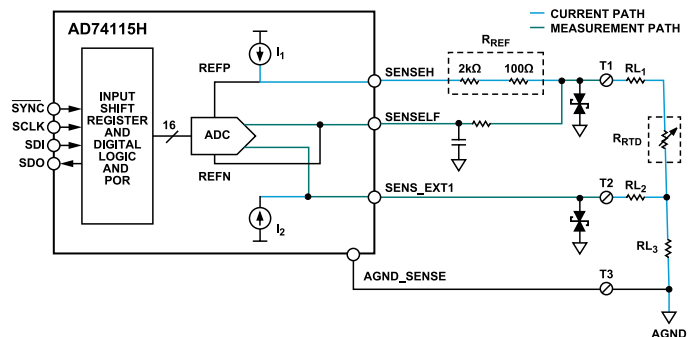 CURRENT PATH
MEASUREMENT PATH
AD74115H
RREF
I1
REFP
SENSEH
2kΩ
100Ω
T1
RL1
SYNC
SCLK
SDI
SDO
INPUT
SHIFT
REGISTER
AND
DIGITAL
LOGIC
AND
POR
16
ADC
SENSELF
RRTD
REFN
SENS_EXT1
T2
RL2
I2
RL3
AGND_SENSE
T3
AGND